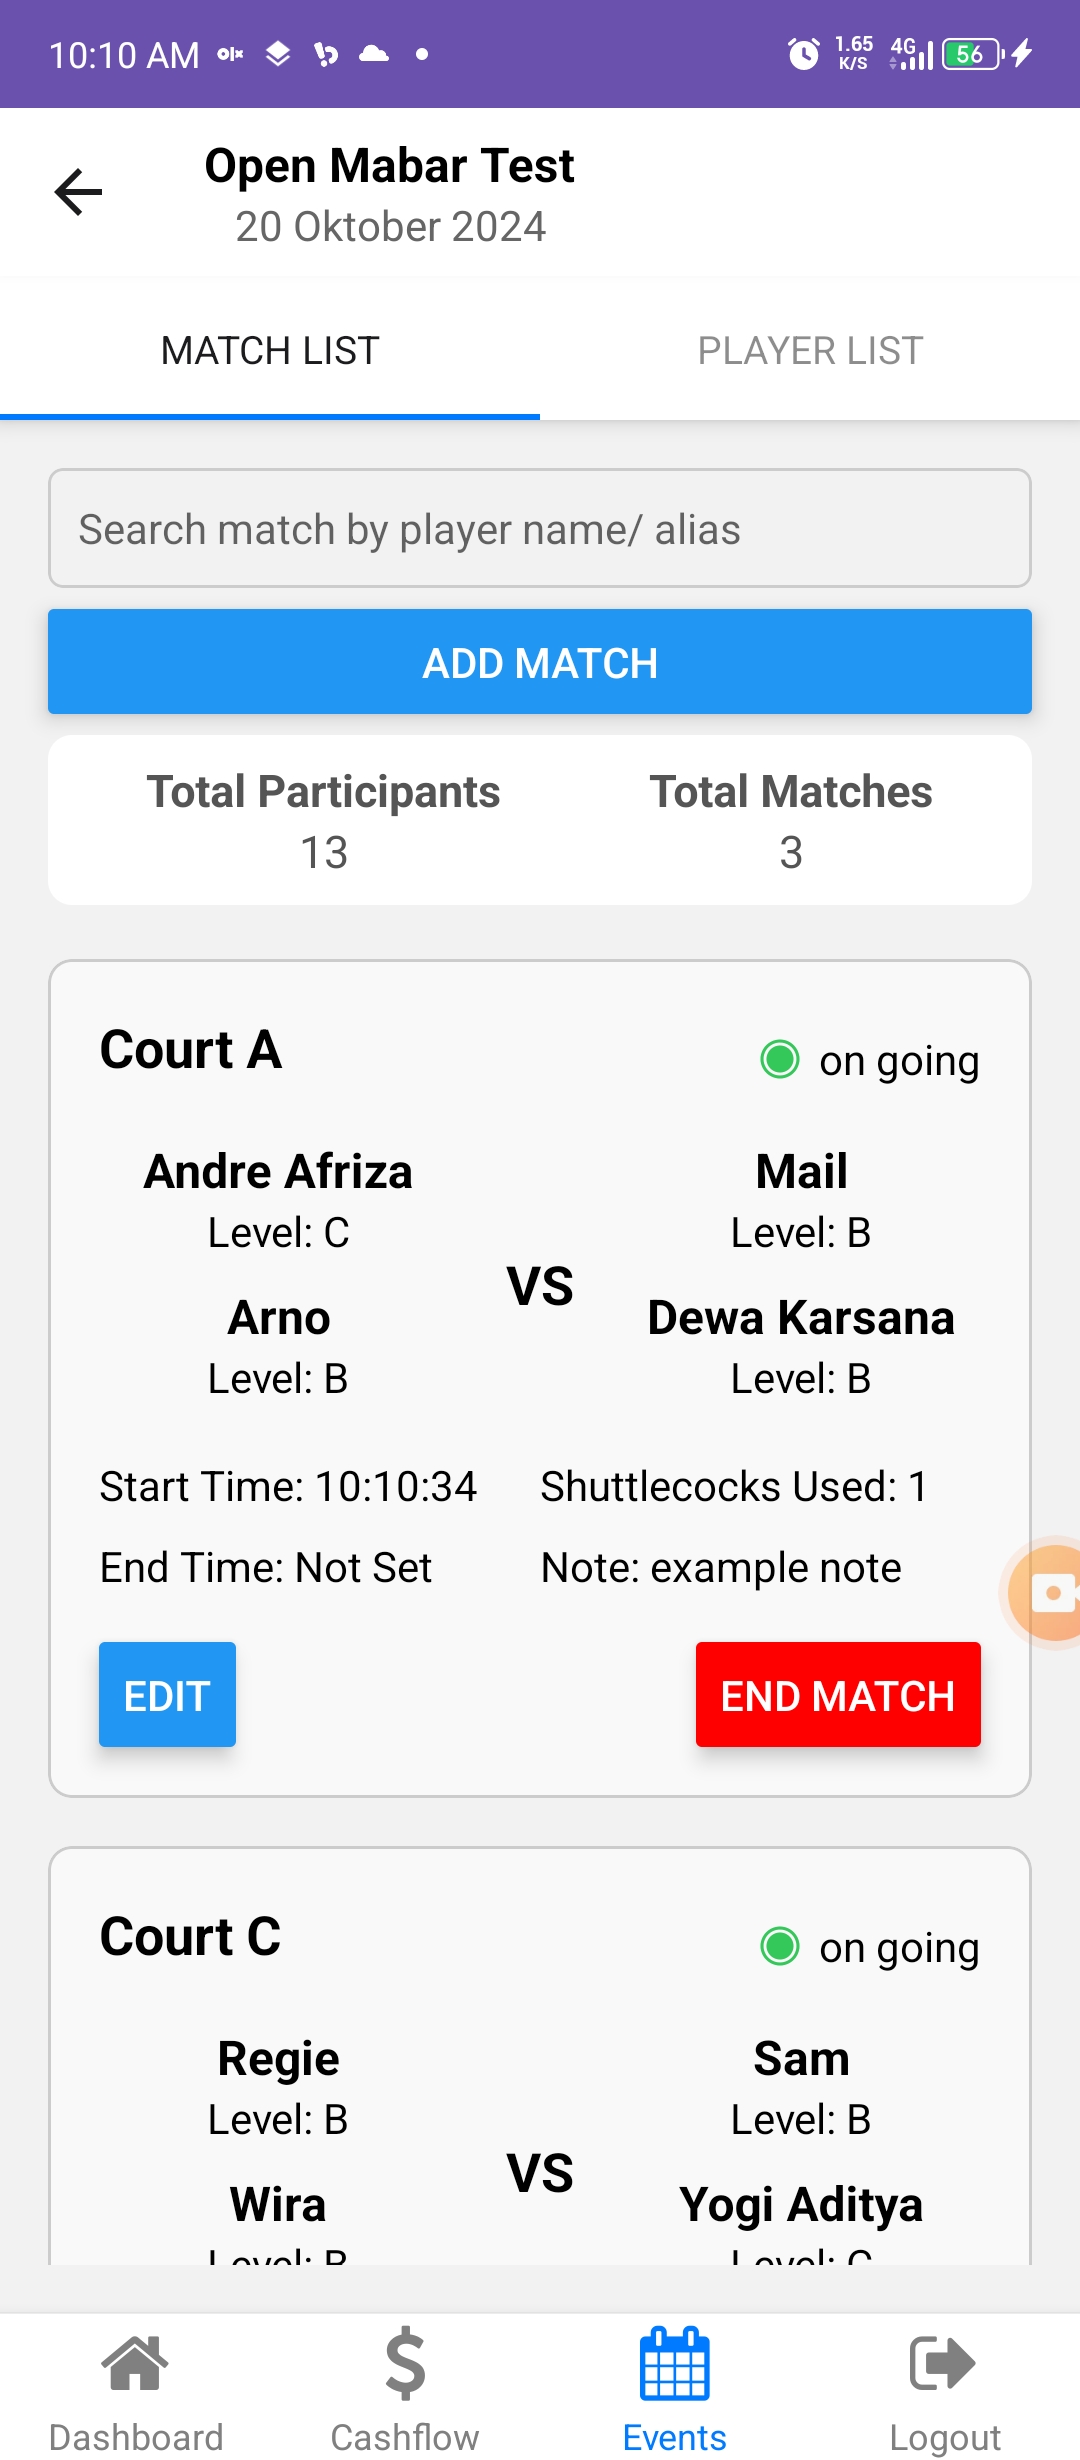 10:10 AM olx 1.65 K/S 4G 56
Open Mabar Test
20 Oktober 2024
MATCH LIST PLAYER LIST
Search match by player name/ alias
ADD MATCH
Total Participants Total Matches
13 3
Court A on going
Andre Afriza Mail
Level: C Level: B
VS
Arno Dewa Karsana
Level: B Level: B
Start Time: 10:10:34 Shuttlecocks Used: 1
End Time: Not Set Note: example note
EDIT END MATCH
Court C on going
Regie Sam
Level: B Level: B
VS
Wira Yogi Aditya
Level: B Level: C
Dashboard Cashflow Events Logout